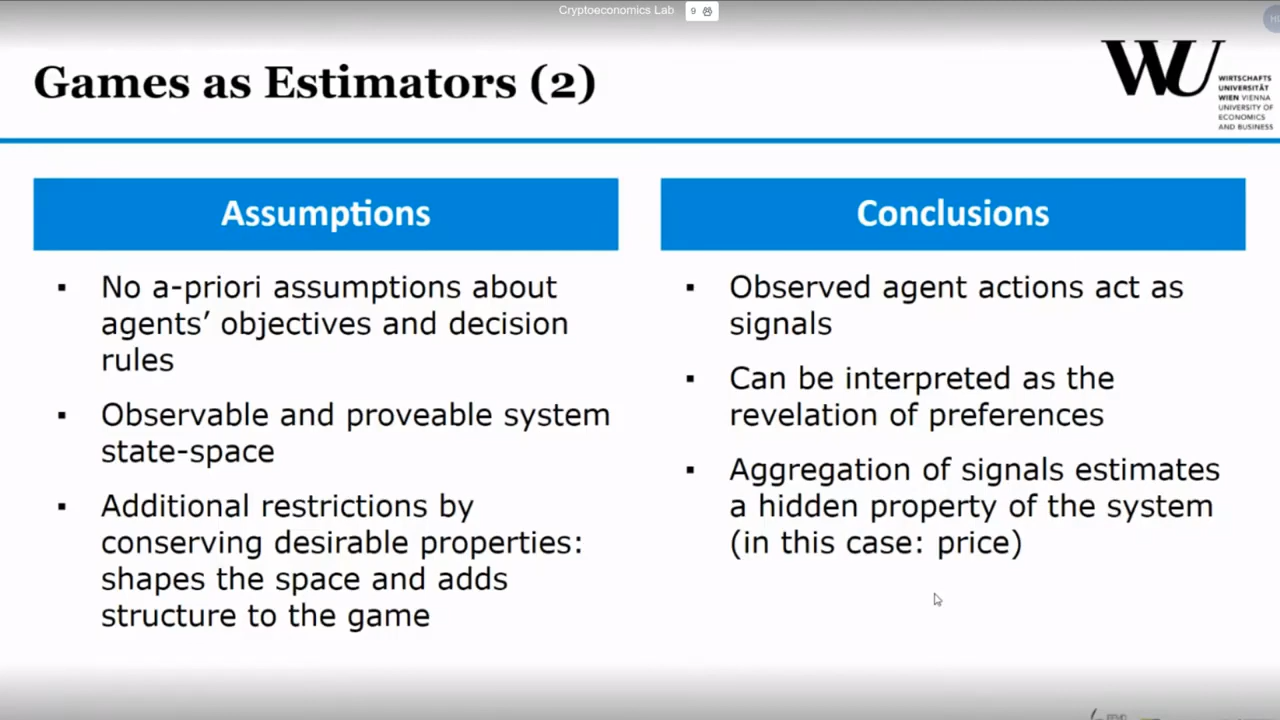 Cryptoeconomics Lab 9
Games as Estimators (2)
WU
WIRTSCHAFTS
UNIVERSITÄT
WIEN VIENNA
UNIVERSITY OF
ECONOMICS
AND BUSINESS
Assumptions
▪ No a-priori assumptions about
agents’ objectives and decision
rules
▪ Observable and proveable system
state-space
▪ Additional restrictions by
conserving desirable properties:
shapes the space and adds
structure to the game
Conclusions
▪ Observed agent actions act as
signals
▪ Can be interpreted as the
revelation of preferences
▪ Aggregation of signals estimates
a hidden property of the system
(in this case: price)